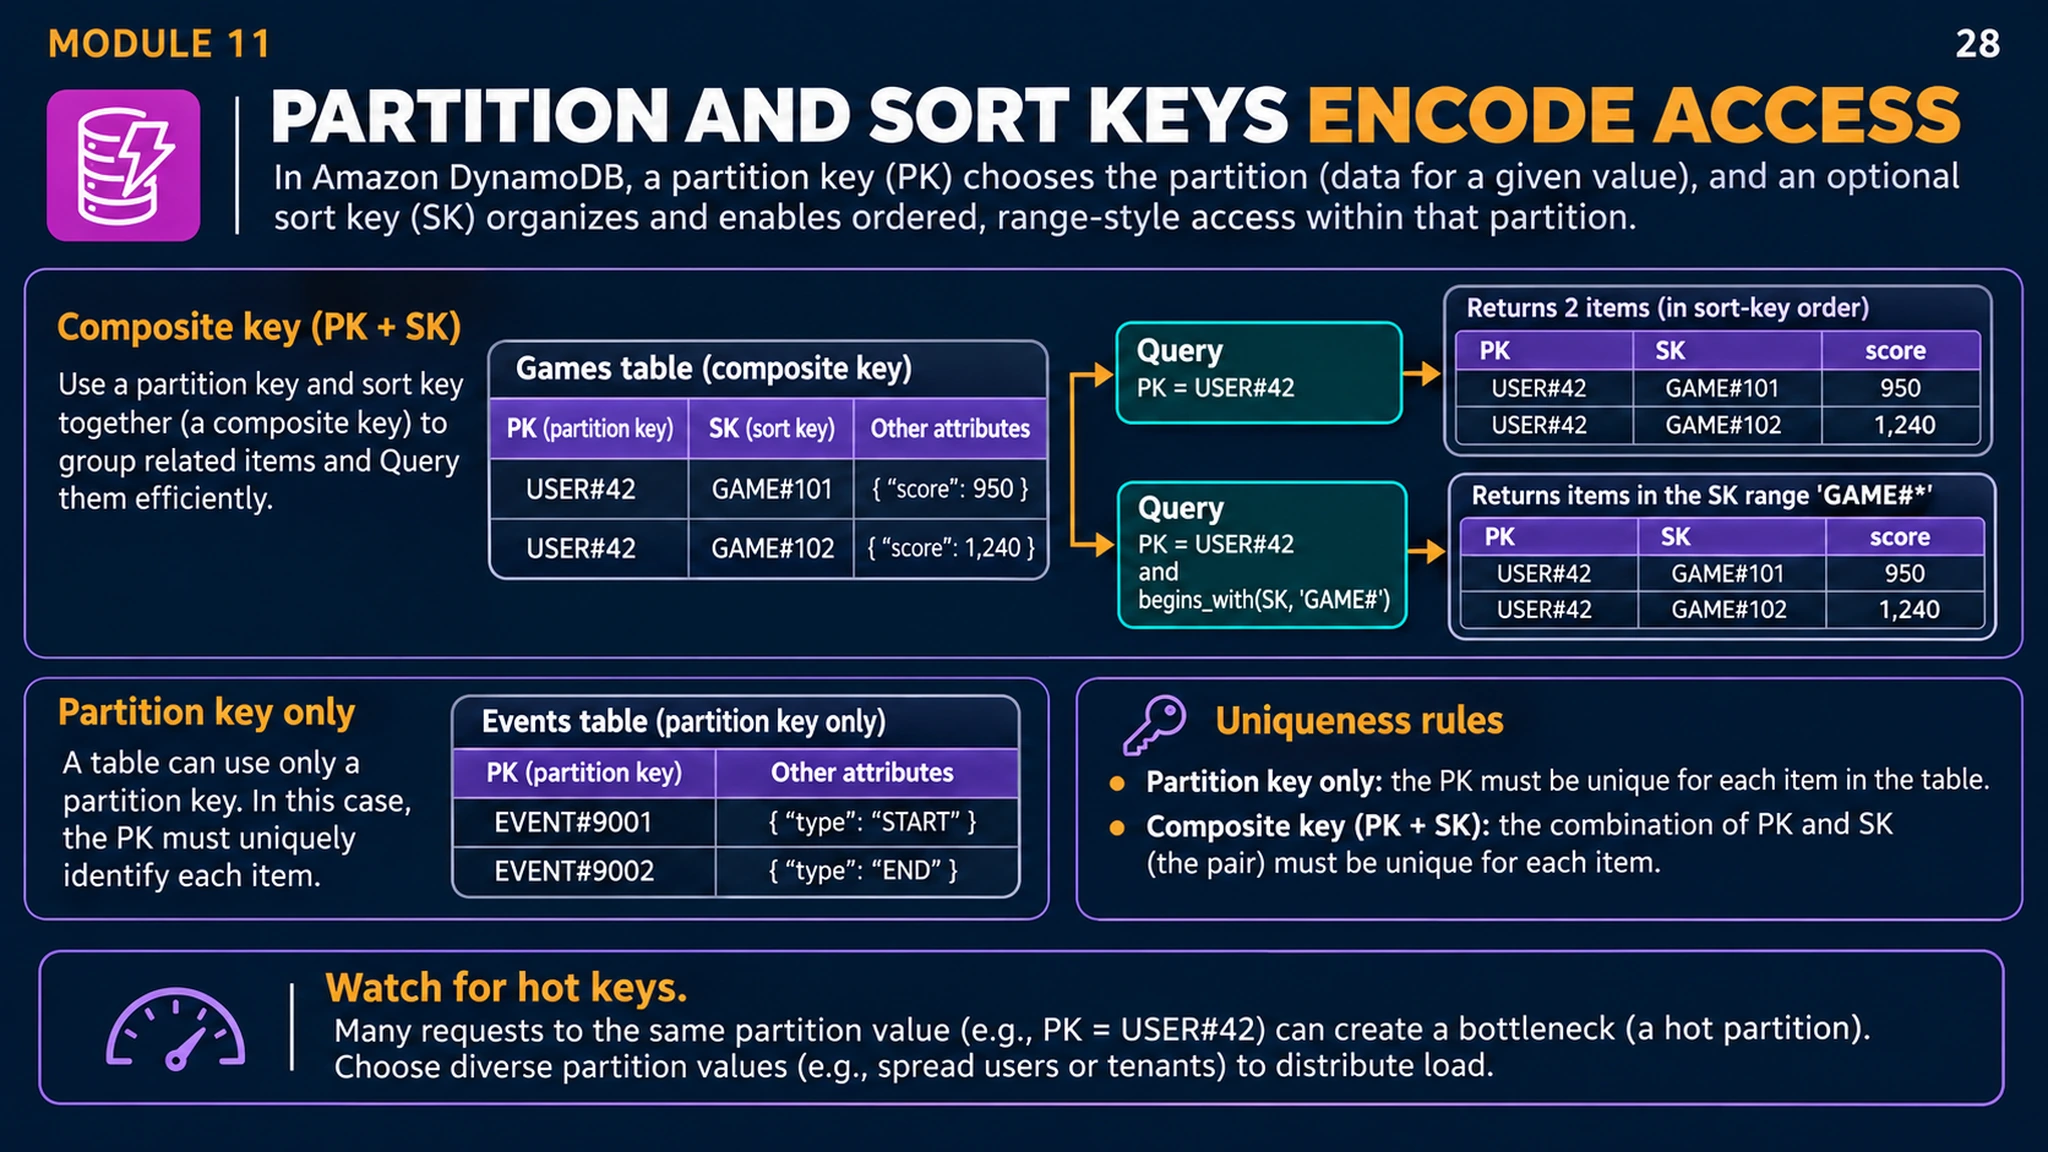 MODULE 11
28
PARTITION AND SORT KEYS ENCODE ACCESS
In Amazon DynamoDB, a partition key (PK) chooses the partition (data for a given value), and an optional
sort key (SK) organizes and enables ordered, range-style access within that partition.
Composite key (PK + SK)
Use a partition key and sort key
together (a composite key) to
group related items and Query
them efficiently.
Games table (composite key)
PK (partition key) SK (sort key) Other attributes
USER#42 GAME#101 { “score”: 950 }
USER#42 GAME#102 { “score”: 1,240 }
Query
PK = USER#42
Returns 2 items (in sort-key order)
PK SK score
USER#42 GAME#101 950
USER#42 GAME#102 1,240
Query
PK = USER#42
and
begins_with(SK, 'GAME#')
Returns items in the SK range 'GAME#*'
PK SK score
USER#42 GAME#101 950
USER#42 GAME#102 1,240
Partition key only
A table can use only a
partition key. In this case,
the PK must uniquely
identify each item.
Events table (partition key only)
PK (partition key) Other attributes
EVENT#9001 { “type”: “START” }
EVENT#9002 { “type”: “END” }
Uniqueness rules
• Partition key only: the PK must be unique for each item in the table.
• Composite key (PK + SK): the combination of PK and SK
(the pair) must be unique for each item.
Watch for hot keys.
Many requests to the same partition value (e.g., PK = USER#42) can create a bottleneck (a hot partition).
Choose diverse partition values (e.g., spread users or tenants) to distribute load.